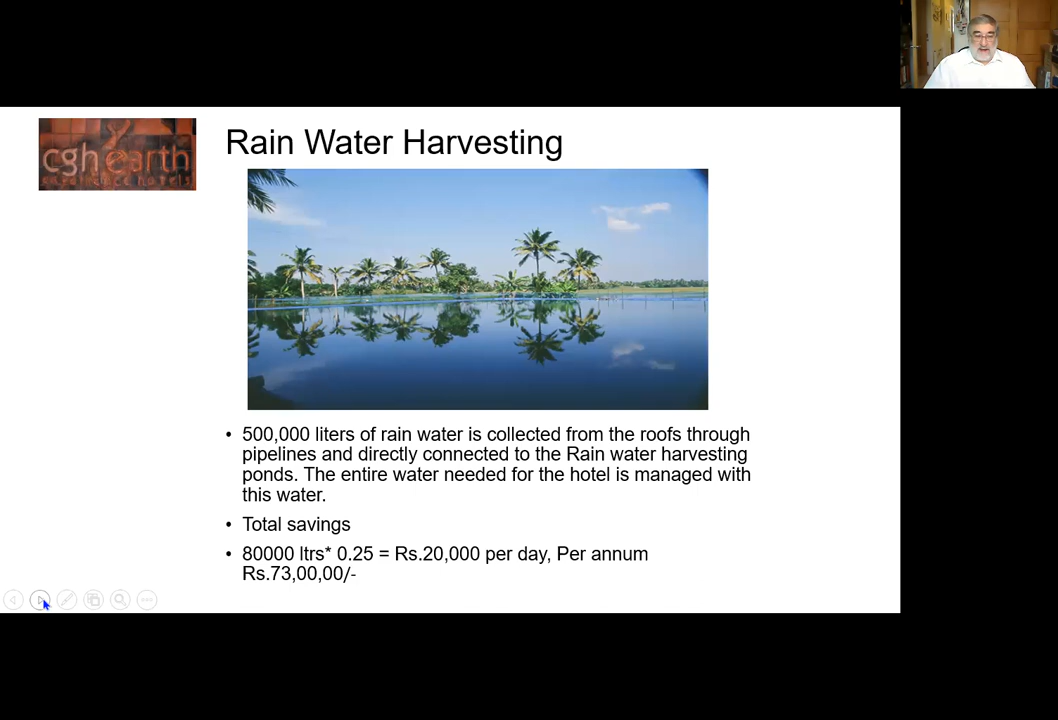 cgh earth
experience hotels
Rain Water Harvesting
• 500,000 liters of rain water is collected from the roofs through
pipelines and directly connected to the Rain water harvesting
ponds. The entire water needed for the hotel is managed with
this water.
• Total savings
• 80000 ltrs* 0.25 = Rs.20,000 per day, Per annum
Rs.73,00,00/-